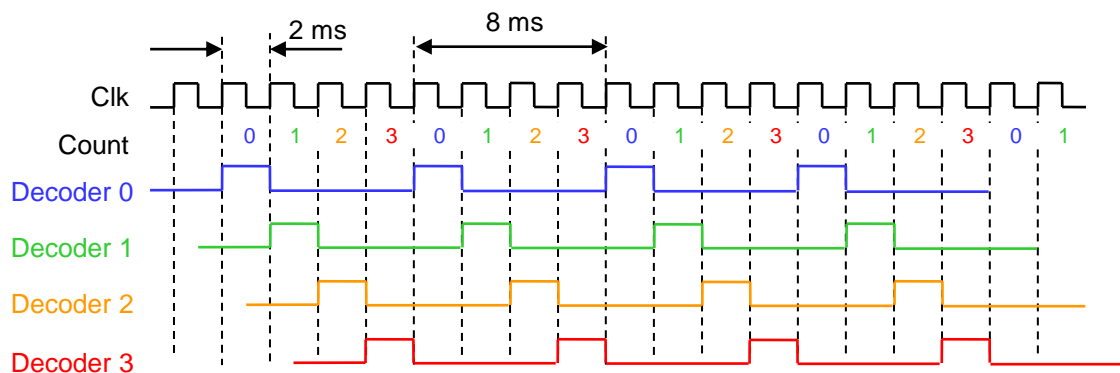 2 ms 8 ms
Clk
Count 0 1 2 3 0 1 2 3 0 1 2 3 0 1 2 3 0 1
Decoder 0
Decoder 1
Decoder 2
Decoder 3